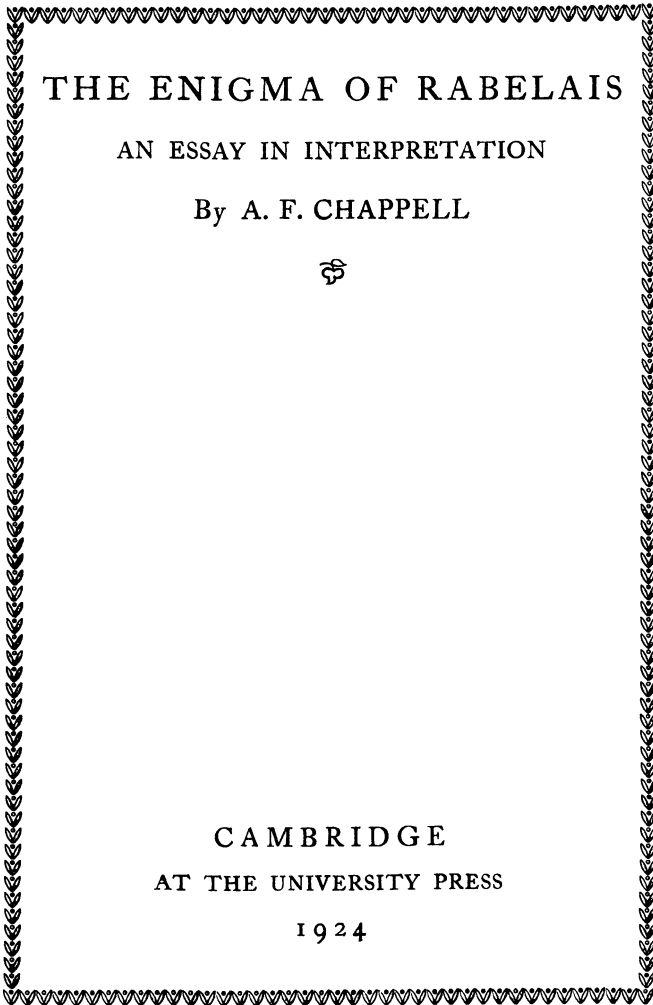 THE ENIGMA OF RABELAIS
AN ESSAY IN INTERPRETATION
By A. F. CHAPPELL
CAMBRIDGE
AT THE UNIVERSITY PRESS
1924